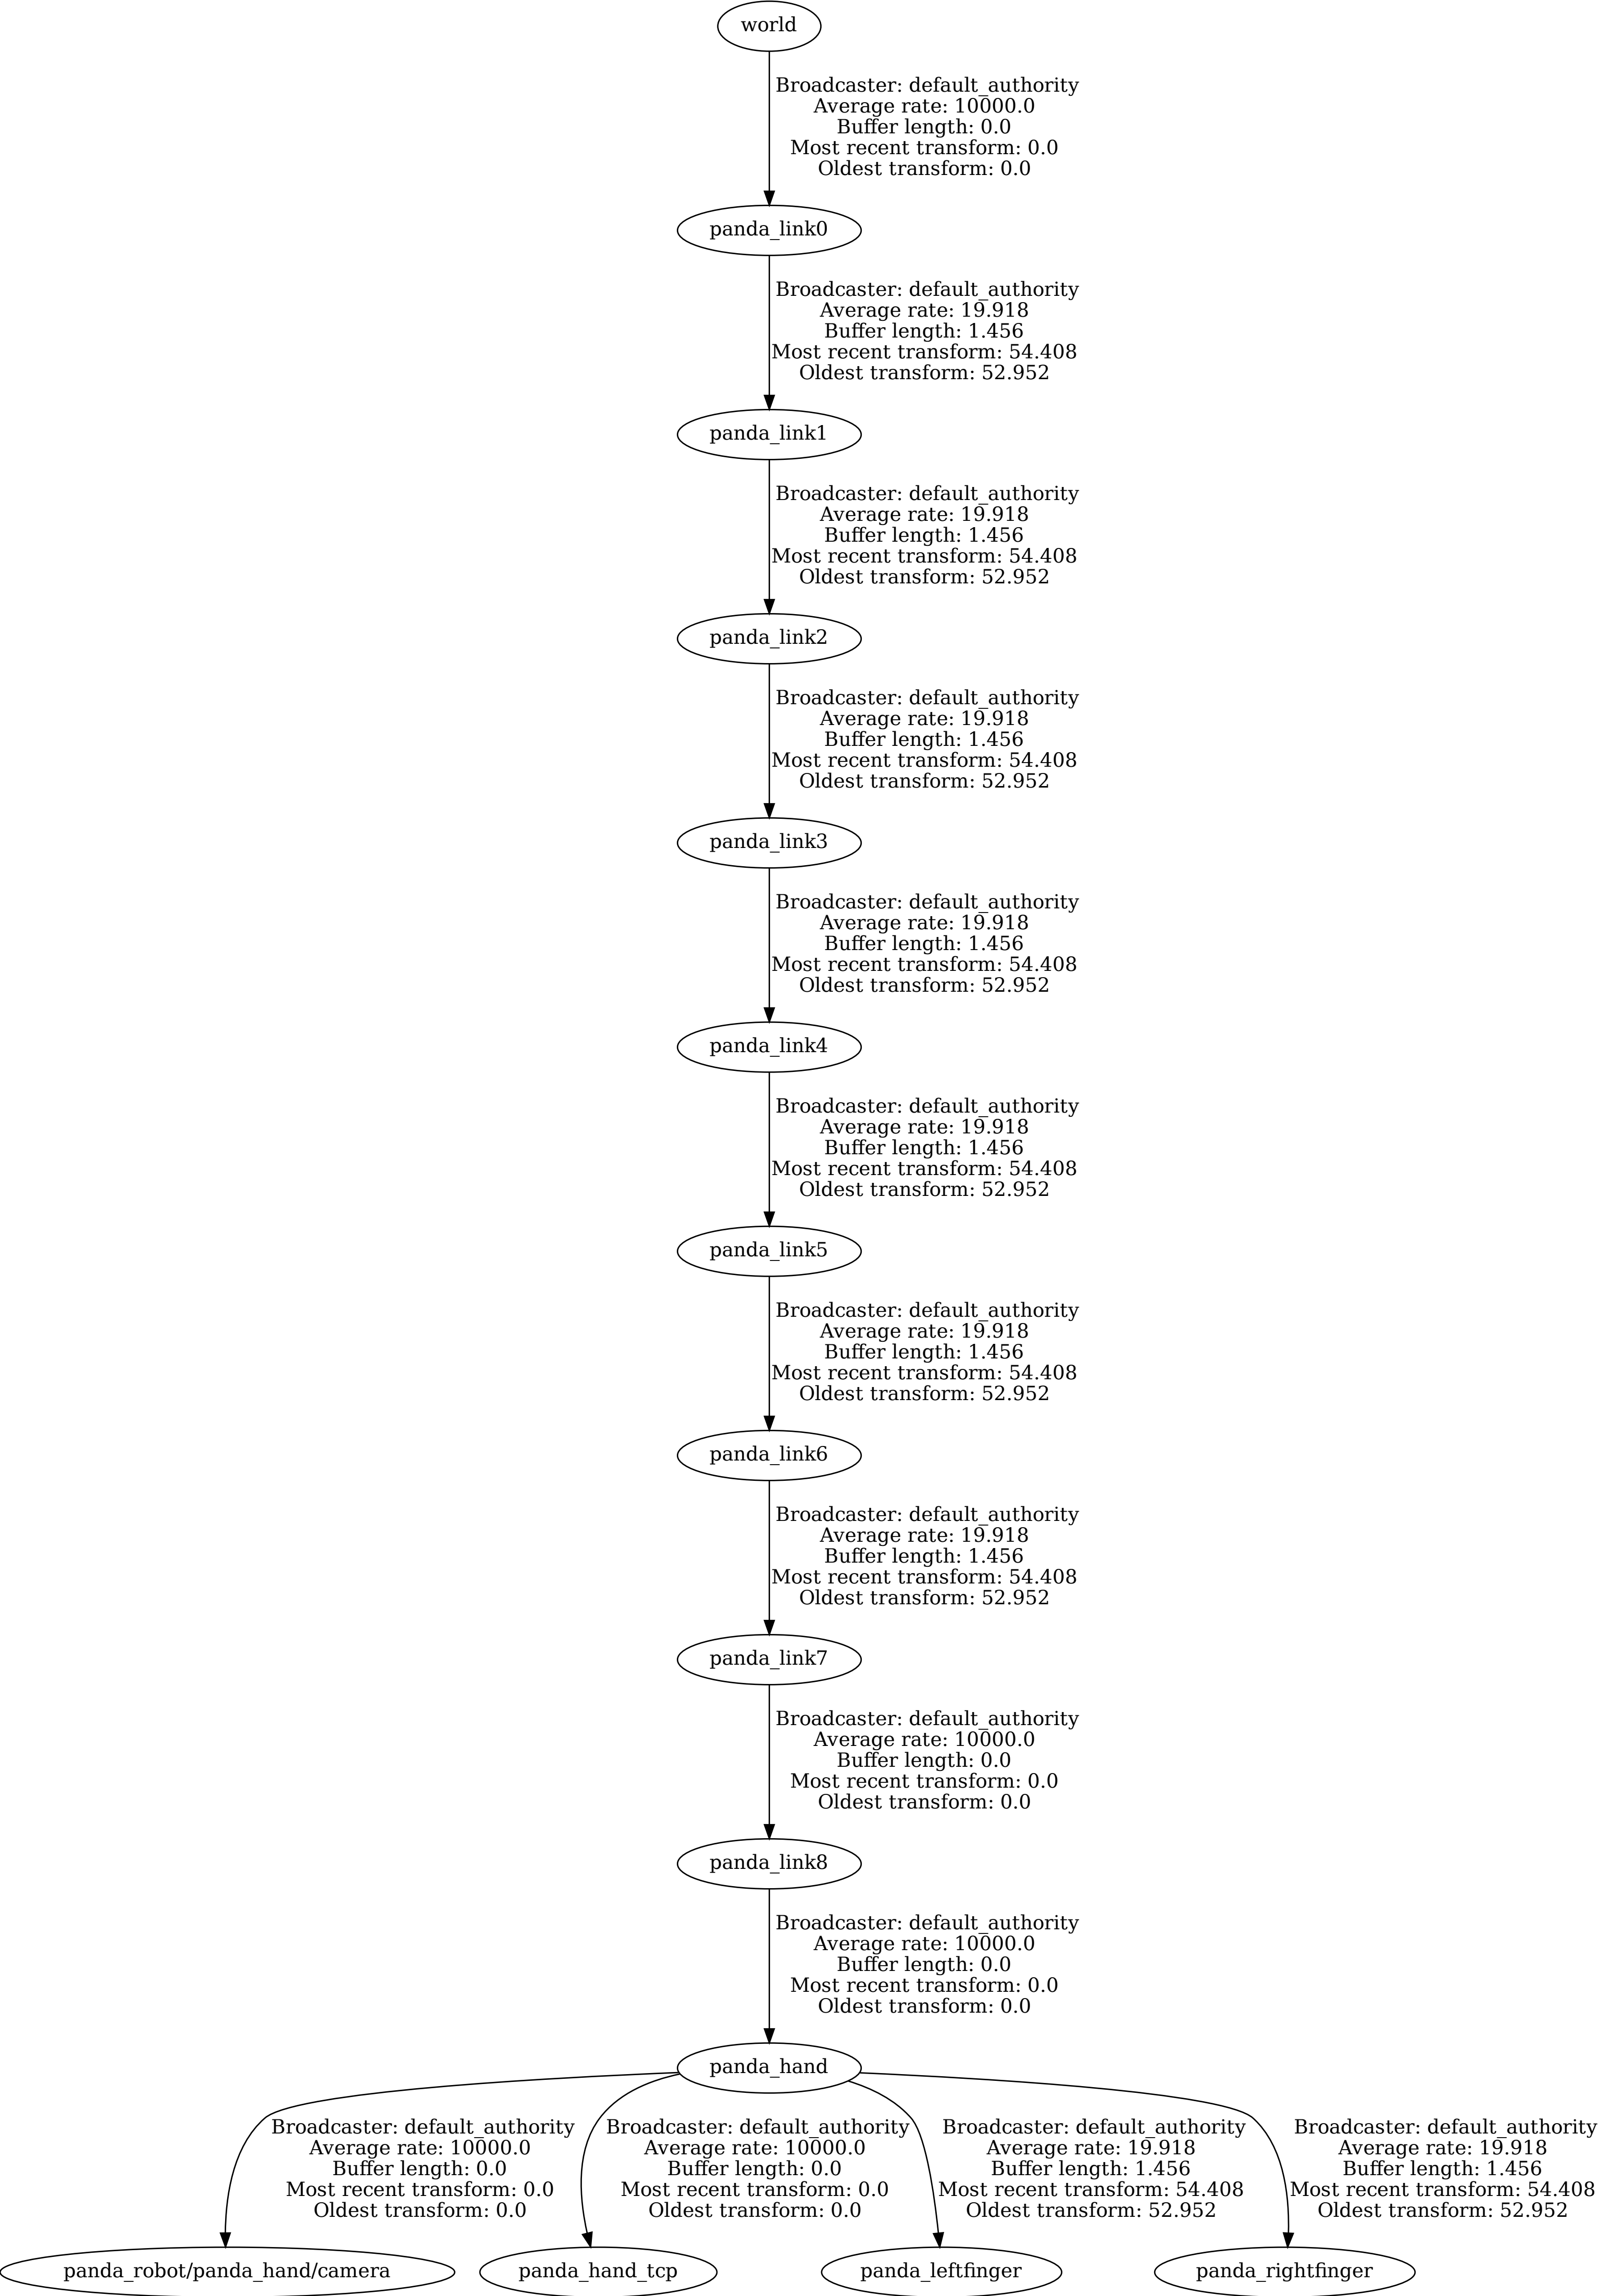 world
Broadcaster: default_authority
Average rate: 10000.0
Buffer length: 0.0
Most recent transform: 0.0
Oldest transform: 0.0
panda_link0
Broadcaster: default_authority
Average rate: 19.918
Buffer length: 1.456
Most recent transform: 54.408
Oldest transform: 52.952
panda_link1
Broadcaster: default_authority
Average rate: 19.918
Buffer length: 1.456
Most recent transform: 54.408
Oldest transform: 52.952
panda_link2
Broadcaster: default_authority
Average rate: 19.918
Buffer length: 1.456
Most recent transform: 54.408
Oldest transform: 52.952
panda_link3
Broadcaster: default_authority
Average rate: 19.918
Buffer length: 1.456
Most recent transform: 54.408
Oldest transform: 52.952
panda_link4
Broadcaster: default_authority
Average rate: 19.918
Buffer length: 1.456
Most recent transform: 54.408
Oldest transform: 52.952
panda_link5
Broadcaster: default_authority
Average rate: 19.918
Buffer length: 1.456
Most recent transform: 54.408
Oldest transform: 52.952
panda_link6
Broadcaster: default_authority
Average rate: 19.918
Buffer length: 1.456
Most recent transform: 54.408
Oldest transform: 52.952
panda_link7
Broadcaster: default_authority
Average rate: 10000.0
Buffer length: 0.0
Most recent transform: 0.0
Oldest transform: 0.0
panda_link8
Broadcaster: default_authority
Average rate: 10000.0
Buffer length: 0.0
Most recent transform: 0.0
Oldest transform: 0.0
panda_hand
Broadcaster: default_authority
Average rate: 10000.0
Buffer length: 0.0
Most recent transform: 0.0
Oldest transform: 0.0
Broadcaster: default_authority
Average rate: 10000.0
Buffer length: 0.0
Most recent transform: 0.0
Oldest transform: 0.0
Broadcaster: default_authority
Average rate: 19.918
Buffer length: 1.456
Most recent transform: 54.408
Oldest transform: 52.952
Broadcaster: default_authority
Average rate: 19.918
Buffer length: 1.456
Most recent transform: 54.408
Oldest transform: 52.952
panda_robot/panda_hand/camera
panda_hand_tcp
panda_leftfinger
panda_rightfinger